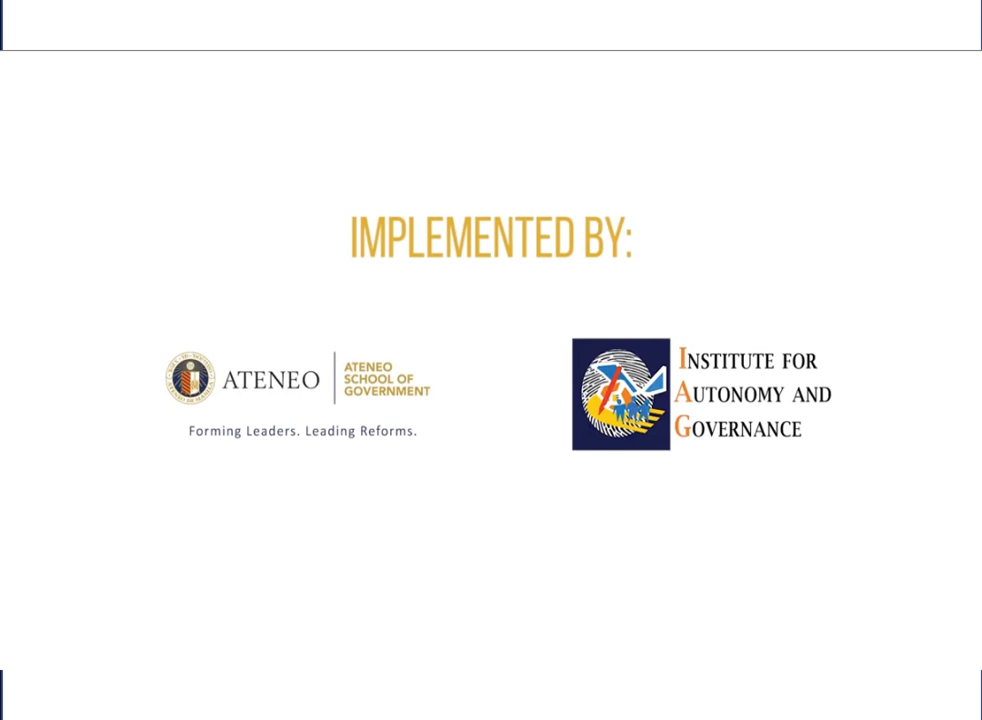 IMPLEMENTED BY:
ATENEO
ATENEO
SCHOOL OF
GOVERNMENT
Forming Leaders. Leading Reforms.
INSTITUTE FOR
AUTONOMY AND
GOVERNANCE